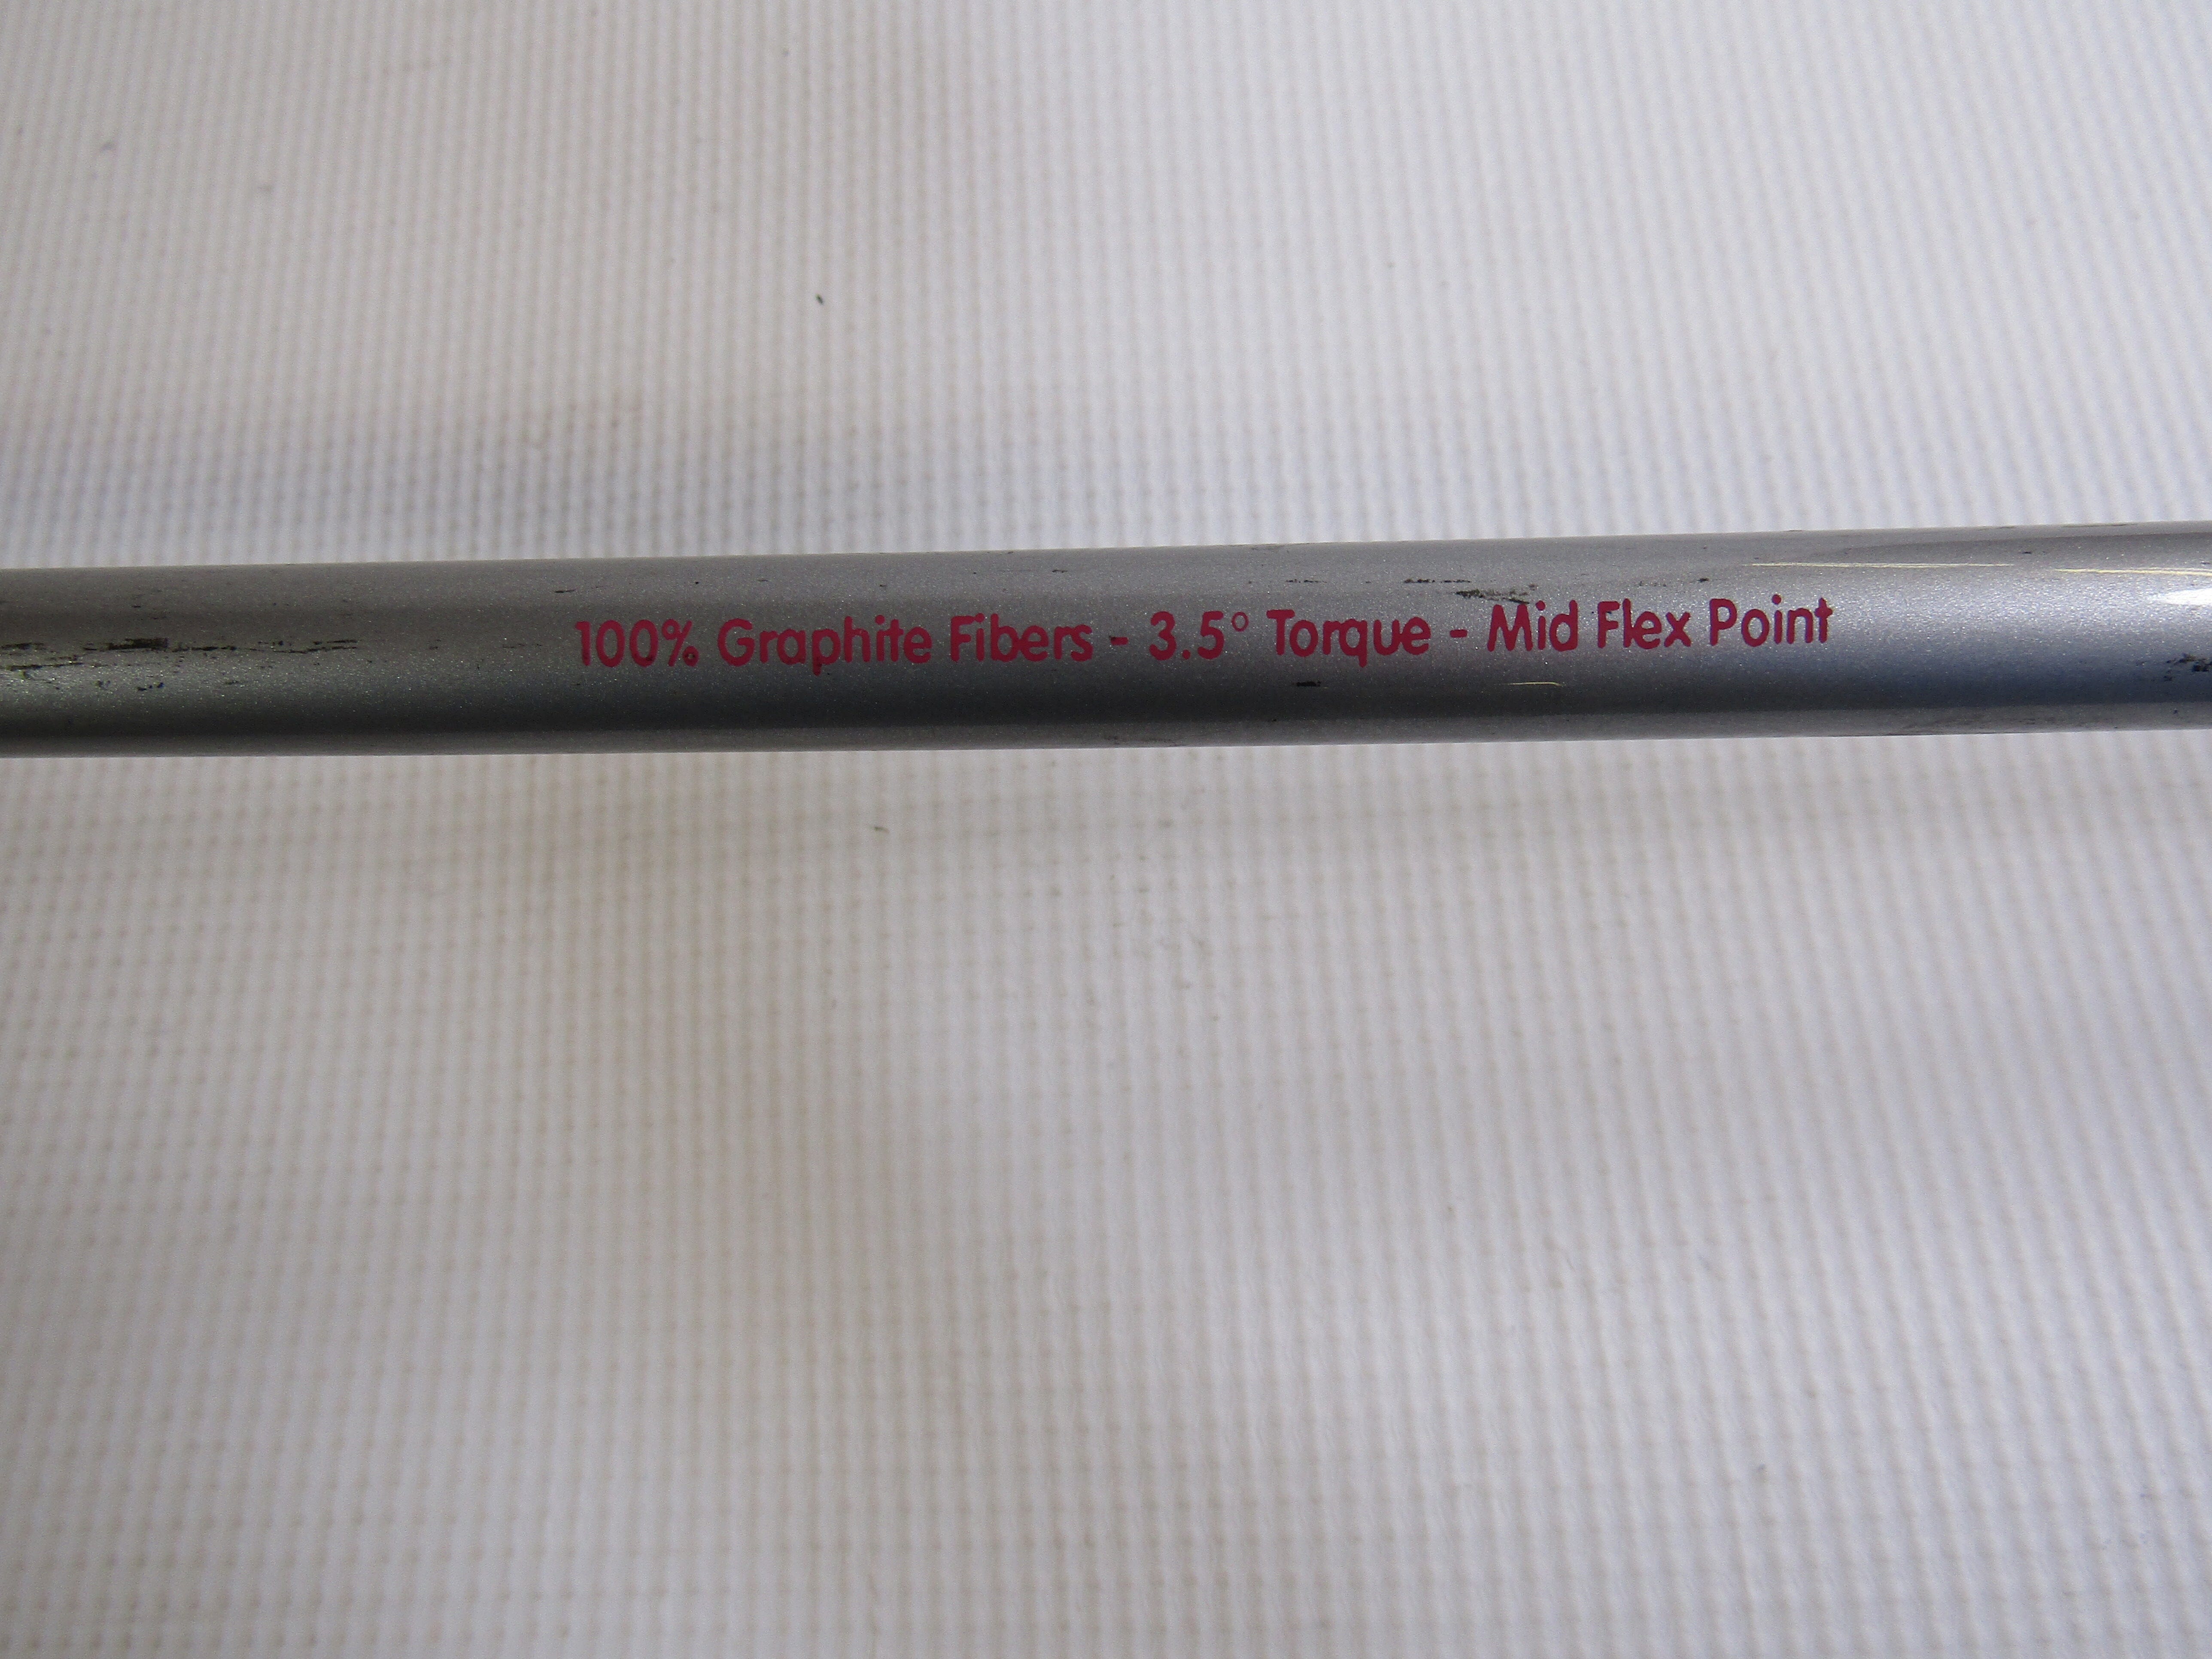 100% Graphite Fibers - 3.5° Torque - Mid Flex Point